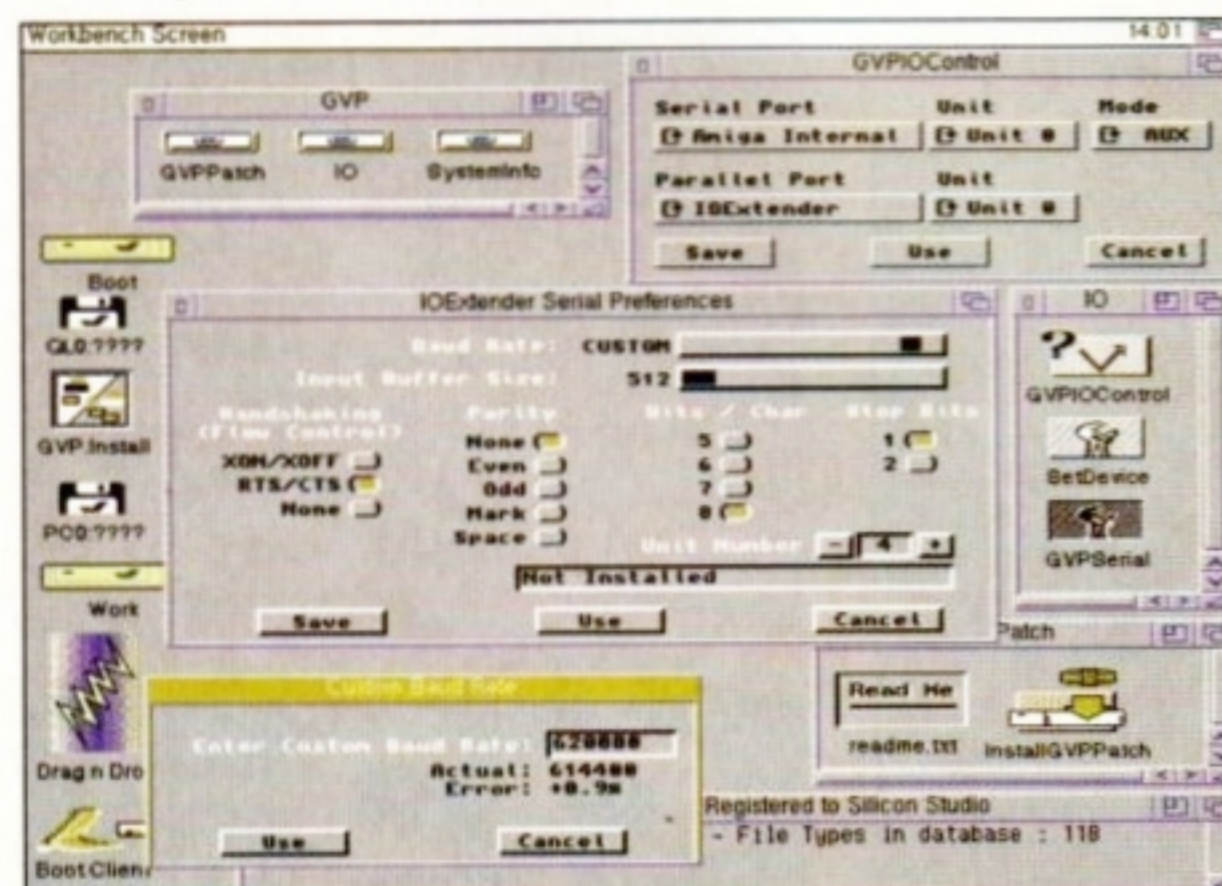 Workbench Screen 14:01
GVP
GVPPatch IO SystemInfo
GVPIOControl
Serial Port Unit Mode
Amiga Internal Unit 0 AUX
Parallel Port Unit
IOExtender Unit 0
Save Use Cancel
Boot
QL0:????
GVP.Install
PC0:????
Work
Drag n Dro
BootClient
IOExtender Serial Preferences
Baud Rate: CUSTOM
Input Buffer Size: 512
Handshaking
(Flow Control)
XON/XOFF
RTS/CTS
None
Parity
None
Even
Odd
Mark
Space
Bits / Char
5
6
7
8
Stop Bits
1
2
Unit Number - 4 +
Not Installed
Save Use Cancel
IO
GVPIOControl
SetDevice
GVPSerial
Patch
Read Me
readme.txt InstallGVPPatch
Custom Baud Rate
Enter Custom Baud Rate: 620000
Actual: 614400
Error: +0.9%
Use Cancel
Registered to Silicon Studio
- File Types in database : 118